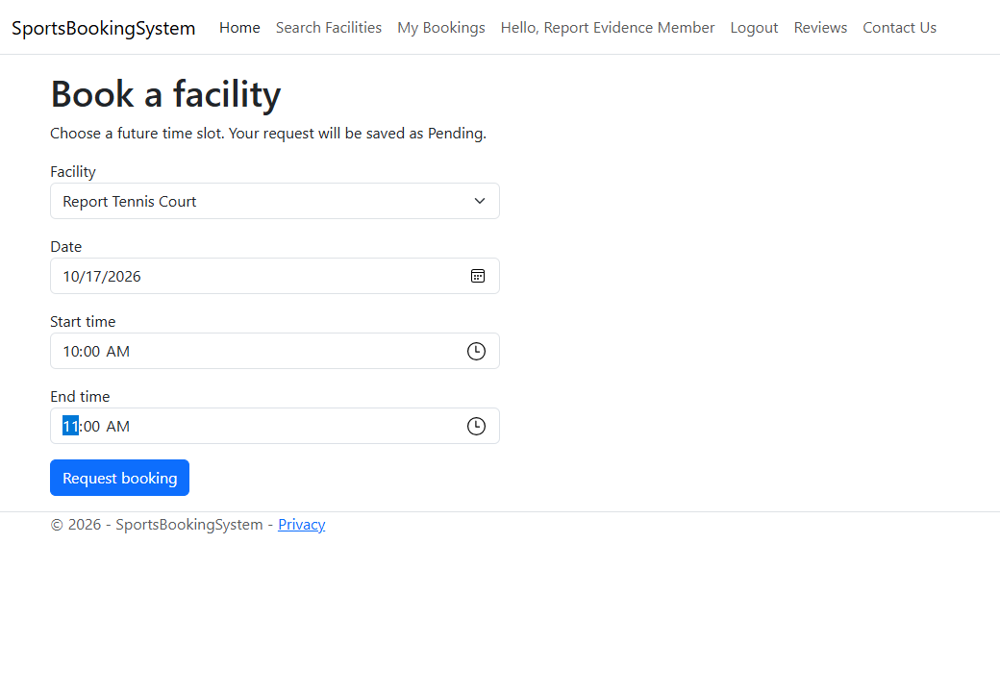 SportsBookingSystem Home Search Facilities My Bookings Hello, Report Evidence Member Logout Reviews Contact Us
Book a facility
Choose a future time slot. Your request will be saved as Pending.
Facility
Report Tennis Court
Date
10/17/2026
Start time
10:00 AM
End time
11:00 AM
Request booking
© 2026 - SportsBookingSystem - Privacy